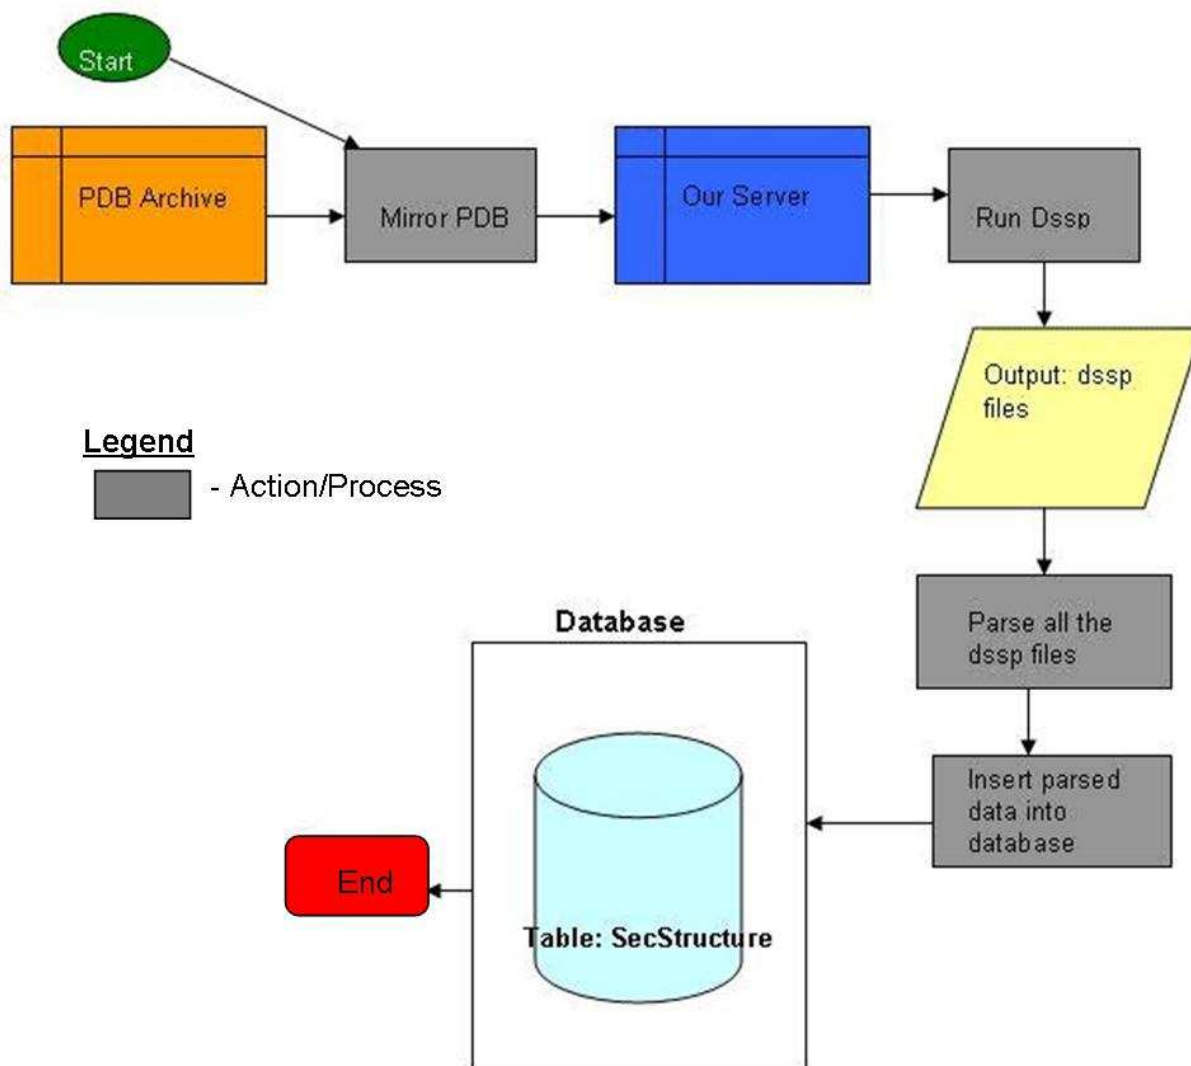 Start
PDB Archive
Mirror PDB
Our Server
Run Dssp
Output: dssp
files
Legend
- Action/Process
Parse all the
dssp files
Database
Insert parsed
data into
database
End
Table: SecStructure